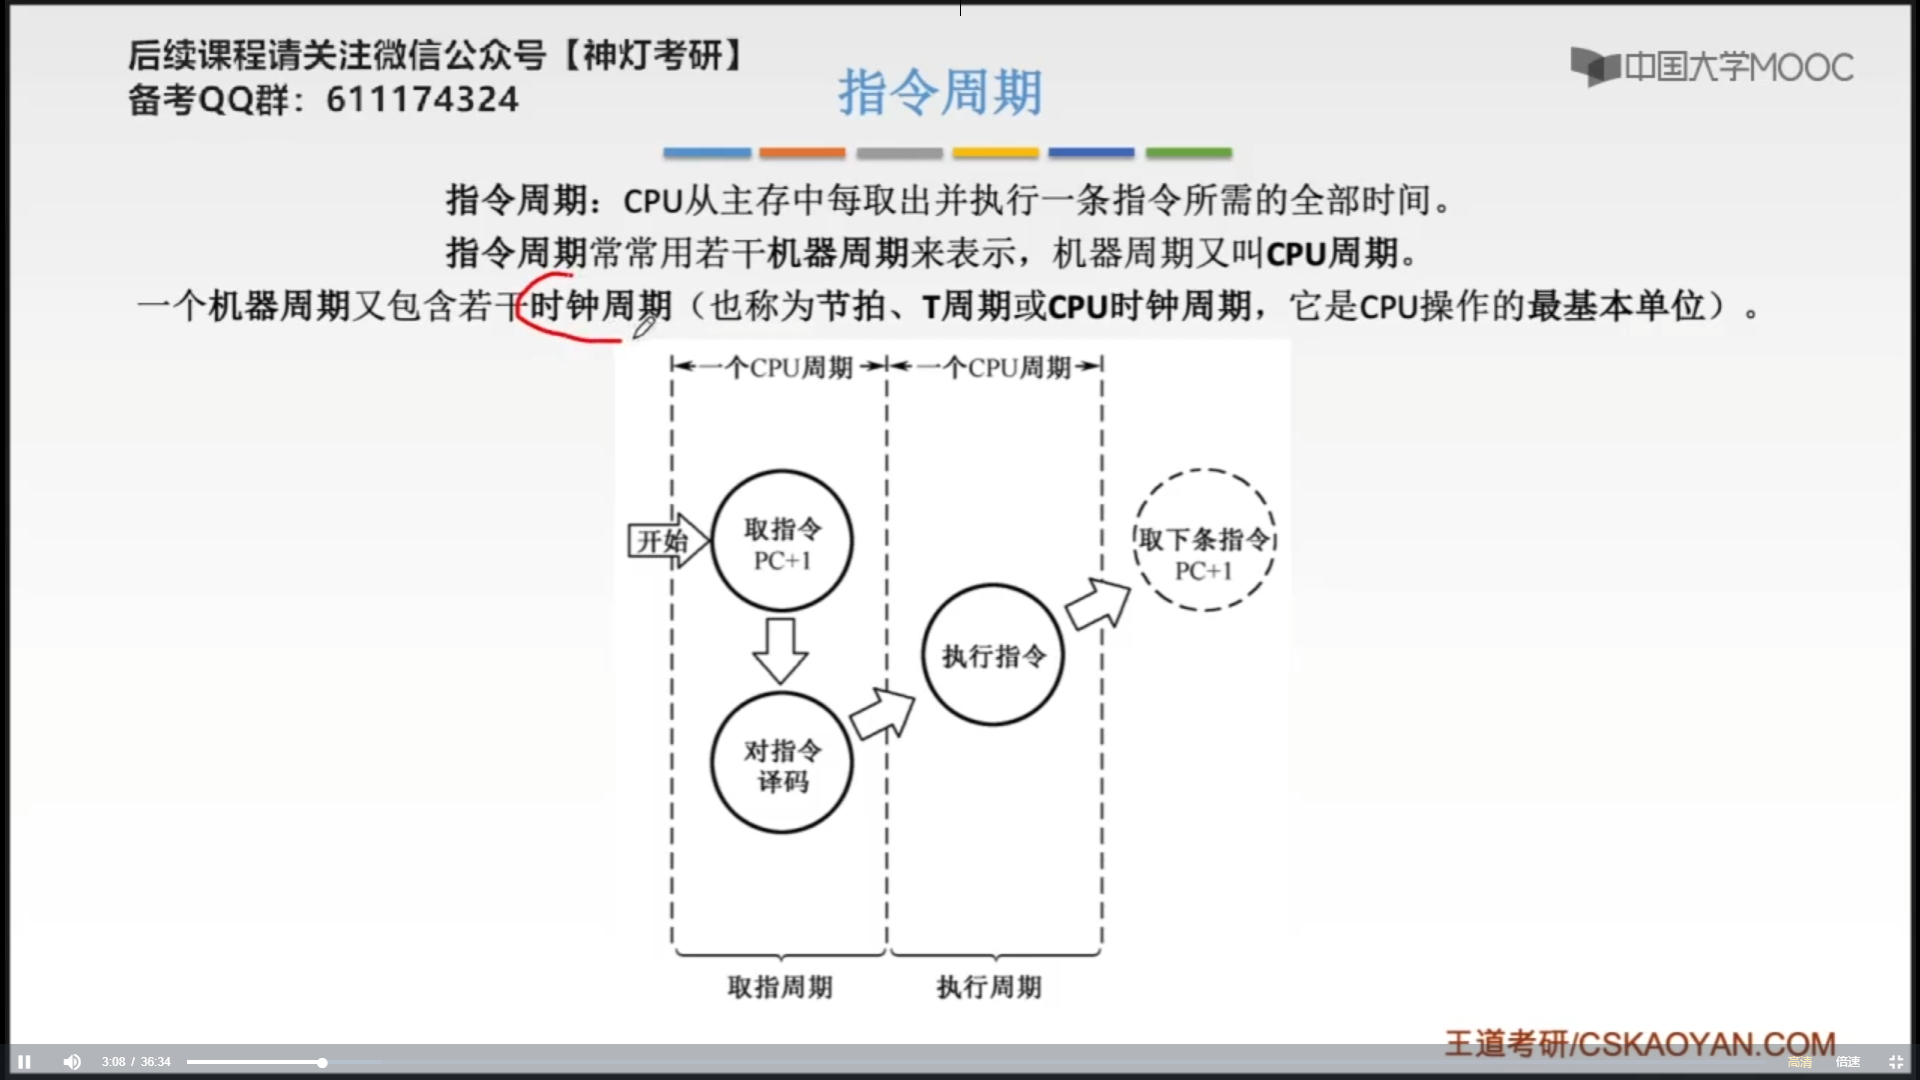 后续课程请关注微信公众号【神灯考研】
备考QQ群：611174324
中国大学MOOC
指令周期
指令周期：CPU从主存中每取出并执行一条指令所需的全部时间。
指令周期常常用若干机器周期来表示，机器周期又叫CPU周期。
一个机器周期又包含若干时钟周期（也称为节拍、T周期或CPU时钟周期，它是CPU操作的最基本单位）。
一个CPU周期
一个CPU周期
开始
取指令
PC+1
取下条指令
PC+1
执行指令
对指令
译码
取指周期
执行周期
王道考研/CSKAOYAN.COM
3:08 / 36:34
高清
倍速